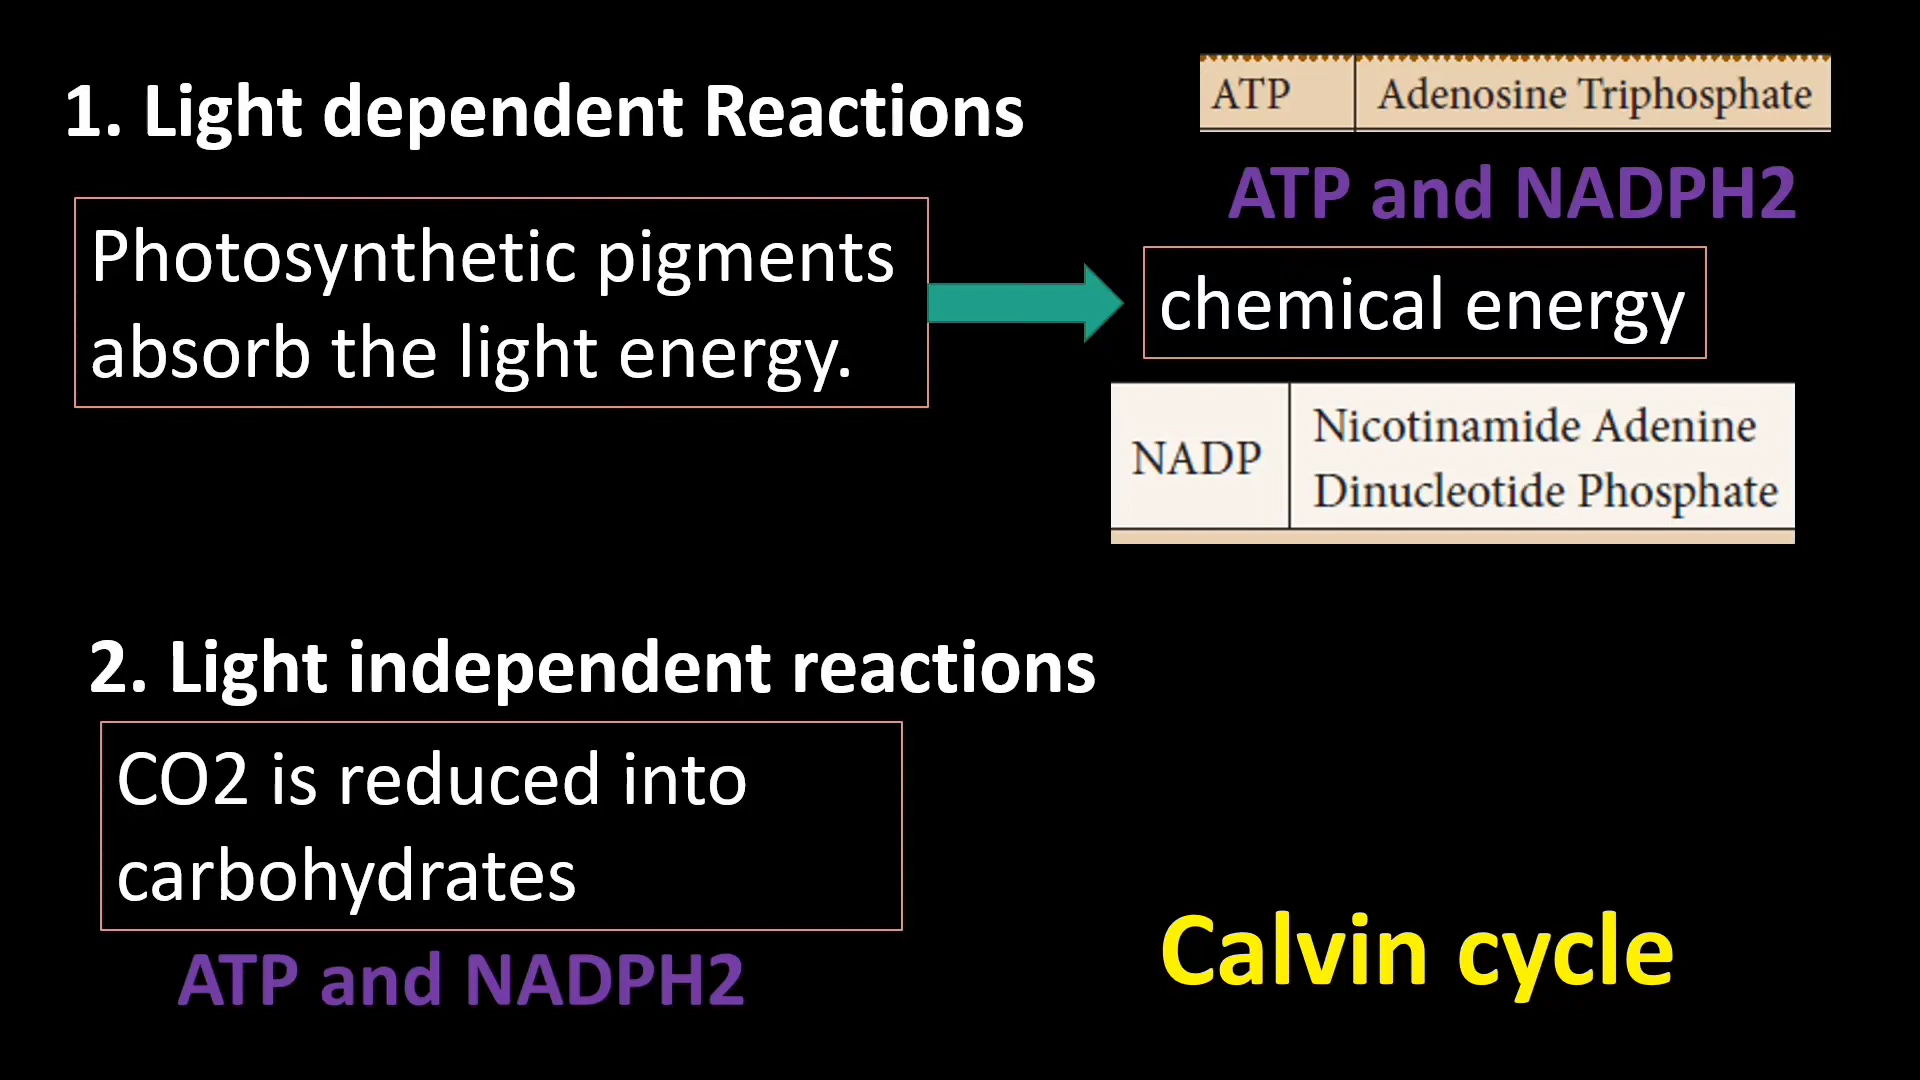 1. Light dependent Reactions
ATP Adenosine Triphosphate
ATP and NADPH2
Photosynthetic pigments
absorb the light energy.
chemical energy
NADP
Nicotinamide Adenine
Dinucleotide Phosphate
2. Light independent reactions
CO2 is reduced into
carbohydrates
ATP and NADPH2
Calvin cycle